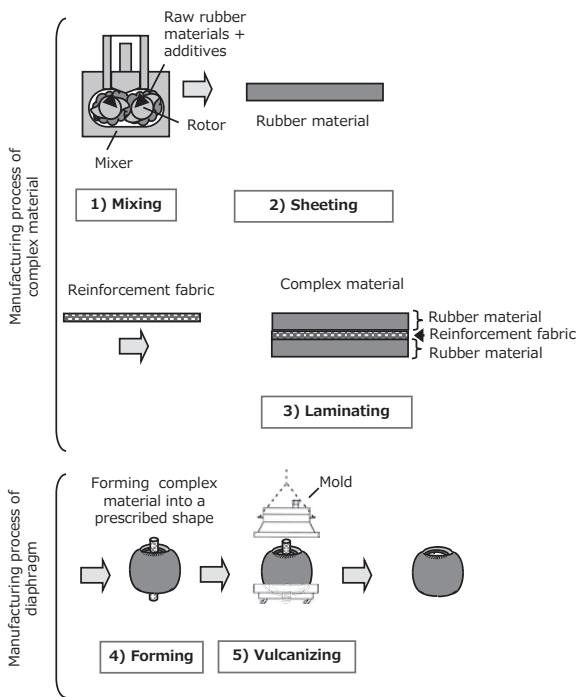 Manufacturing process of
complex material
Raw rubber
materials +
additives
Rotor
Mixer
Rubber material
1) Mixing
2) Sheeting
Reinforcement fabric
Complex material
Rubber material
Reinforcement fabric
Rubber material
3) Laminating
Manufacturing process of
diaphragm
Forming complex
material into a
prescribed shape
Mold
4) Forming
5) Vulcanizing